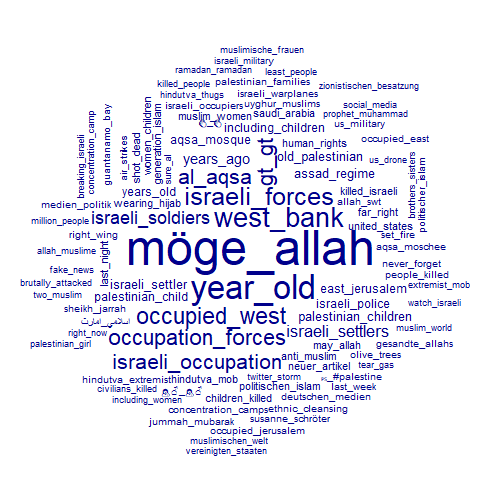 muslimische_frauen
israeli_military
ramadan_ramadan least_people
killed_people palestinian_families zionistischen_besatzung
hindutva_thugs israeli_warplanes
israeli_occupiers uyghur_muslims social_media
muslim_women saudi_arabia prophet_muhammad
us_military
including_children
aqsa_mosque human_rights occupied_east
breaking_israeli
concentration_camp
guantanamo_bay
air_strikes
shot_dead
women_children
generation_islam
sure_al
years_ago gt_gt old_palestinian us_drone
brothers_sisters
politischer_islam
al_aqsa assad_regime
years_old israeli_forces killed_israeli
medien_politik wearing_hijab allah_swt
million_people israeli_soldiers west_bank far_right
united_states
right_wing möge_allah set_fire
allah_muslime aqsa_moschee
last_night
fake_news never_forget
people_killed
brutally_attacked israeli_settler year_old east_jerusalem extremist_mob
two_muslim palestinian_child israeli_police watch_israeli
sheikh_jarrah occupied_west palestinian_children
right_now occupation_forces israeli_settlers muslim_world
palestinian_girl may_allah gesandte_allahs
israeli_occupation anti_muslim olive_trees
neuer_artikel tear_gas
hindutva_extremist hindutva_mob twitter_storm #palestine
civilians_killed politischen_islam last_week
including_women children_killed deutschen_medien
concentration_camps ethnic_cleansing
jummah_mubarak susanne_schröter
occupied_jerusalem
muslimischen_welt
vereinigten_staaten